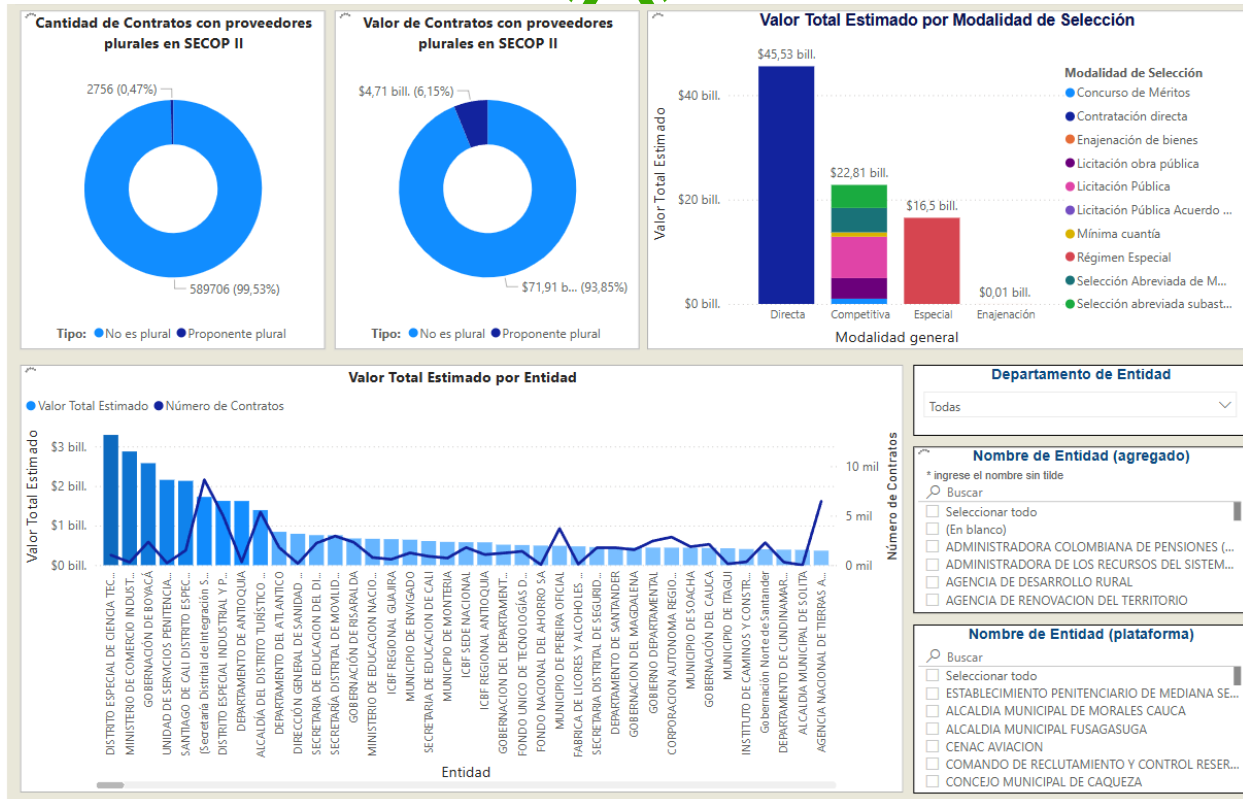 Cantidad de Contratos con proveedores
plurales en SECOP II
2756 (0,47%)
589706 (99,53%)
Tipo: No es plural Proponente plural
Valor de Contratos con proveedores
plurales en SECOP II
$4,71 bill. (6,15%)
$71,91 b... (93,85%)
Tipo: No es plural Proponente plural
Valor Total Estimado por Modalidad de Selección
Valor Total Estimado
$40 bill.
$20 bill.
$0 bill.
$45,53 bill.
$22,81 bill.
$16,5 bill.
$0,01 bill.
Directa
Competitiva
Especial
Enajenación
Modalidad general
Modalidad de Selección
Concurso de Méritos
Contratación directa
Enajenación de bienes
Licitación obra pública
Licitación Pública
Licitación Pública Acuerdo ...
Mínima cuantía
Régimen Especial
Selección Abreviada de M...
Selección abreviada subast...
Valor Total Estimado por Entidad
Valor Total Estimado Número de Contratos
Valor Total Estimado
$3 bill.
$2 bill.
$1 bill.
$0 bill.
10 mil
5 mil
0 mil
Número de Contratos
DISTRITO ESPECIAL DE CIENCIA TEC...
MINISTERIO DE COMERCIO INDUST...
GOBERNACIÓN DE BOYACÁ
UNIDAD DE SERVICIOS PENITENCIA...
SANTIAGO DE CALI DISTRITO ESPEC...
(Secretaría Distrital de Integración S...
DISTRITO ESPECIAL INDUSTRIAL Y P...
DEPARTAMENTO DE ANTIOQUIA
ALCALDÍA DEL DISTRITO TURÍSTICO ...
DEPARTAMENTO DEL ATLANTICO
DIRECCIÓN GENERAL DE SANIDAD ...
SECRETARIA DE EDUCACION DEL DI...
SECRETARÍA DISTRITAL DE MOVILID...
GOBERNACIÓN DE RISARALDA
MINISTERIO DE EDUCACION NACIO...
ICBF REGIONAL GUAJIRA
MUNICIPIO DE ENVIGADO
SECRETARIA DE EDUCACION DE CALI
MUNICIPIO DE MONTERIA
ICBF SEDE NACIONAL
ICBF REGIONAL ANTIOQUIA
GOBERNACION DEL DEPARTAMENT...
FONDO UNICO DE TECNOLOGÍAS D...
FONDO NACIONAL DEL AHORRO SA
MUNICIPIO DE PEREIRA OFICIAL
FABRICA DE LICORES Y ALCOHOLES ...
SECRETARIA DISTRITAL DE SEGURID...
DEPARTAMENTO DE SANTANDER
GOBERNACION DEL MAGDALENA
GOBIERNO DEPARTAMENTAL
CORPORACION AUTONOMA REGIO...
MUNICIPIO DE SOACHA
GOBERNACIÓN DEL CAUCA
MUNICIPIO DE ITAGUI
INSTITUTO DE CAMINOS Y CONSTR...
Gobernación Norte de Santander
DEPARTAMENTO DE CUNDINAMAR...
ALCALDIA MUNICIPAL DE SOLITA
AGENCIA NACIONAL DE TIERRAS A...
Entidad
Departamento de Entidad
Todas
Nombre de Entidad (agregado)
* ingrese el nombre sin tilde
Buscar
Seleccionar todo
(En blanco)
ADMINISTRADORA COLOMBIANA DE PENSIONES (...
ADMINISTRADORA DE LOS RECURSOS DEL SISTEM...
AGENCIA DE DESARROLLO RURAL
AGENCIA DE RENOVACION DEL TERRITORIO
Nombre de Entidad (plataforma)
Buscar
Seleccionar todo
ESTABLECIMIENTO PENITENCIARIO DE MEDIANA SE...
ALCALDIA MUNICIPAL DE MORALES CAUCA
ALCALDIA MUNICIPAL FUSAGASUGA
CENAC AVIACION
COMANDO DE RECLUTAMIENTO Y CONTROL RESER...
CONCEJO MUNICIPAL DE CAQUEZA